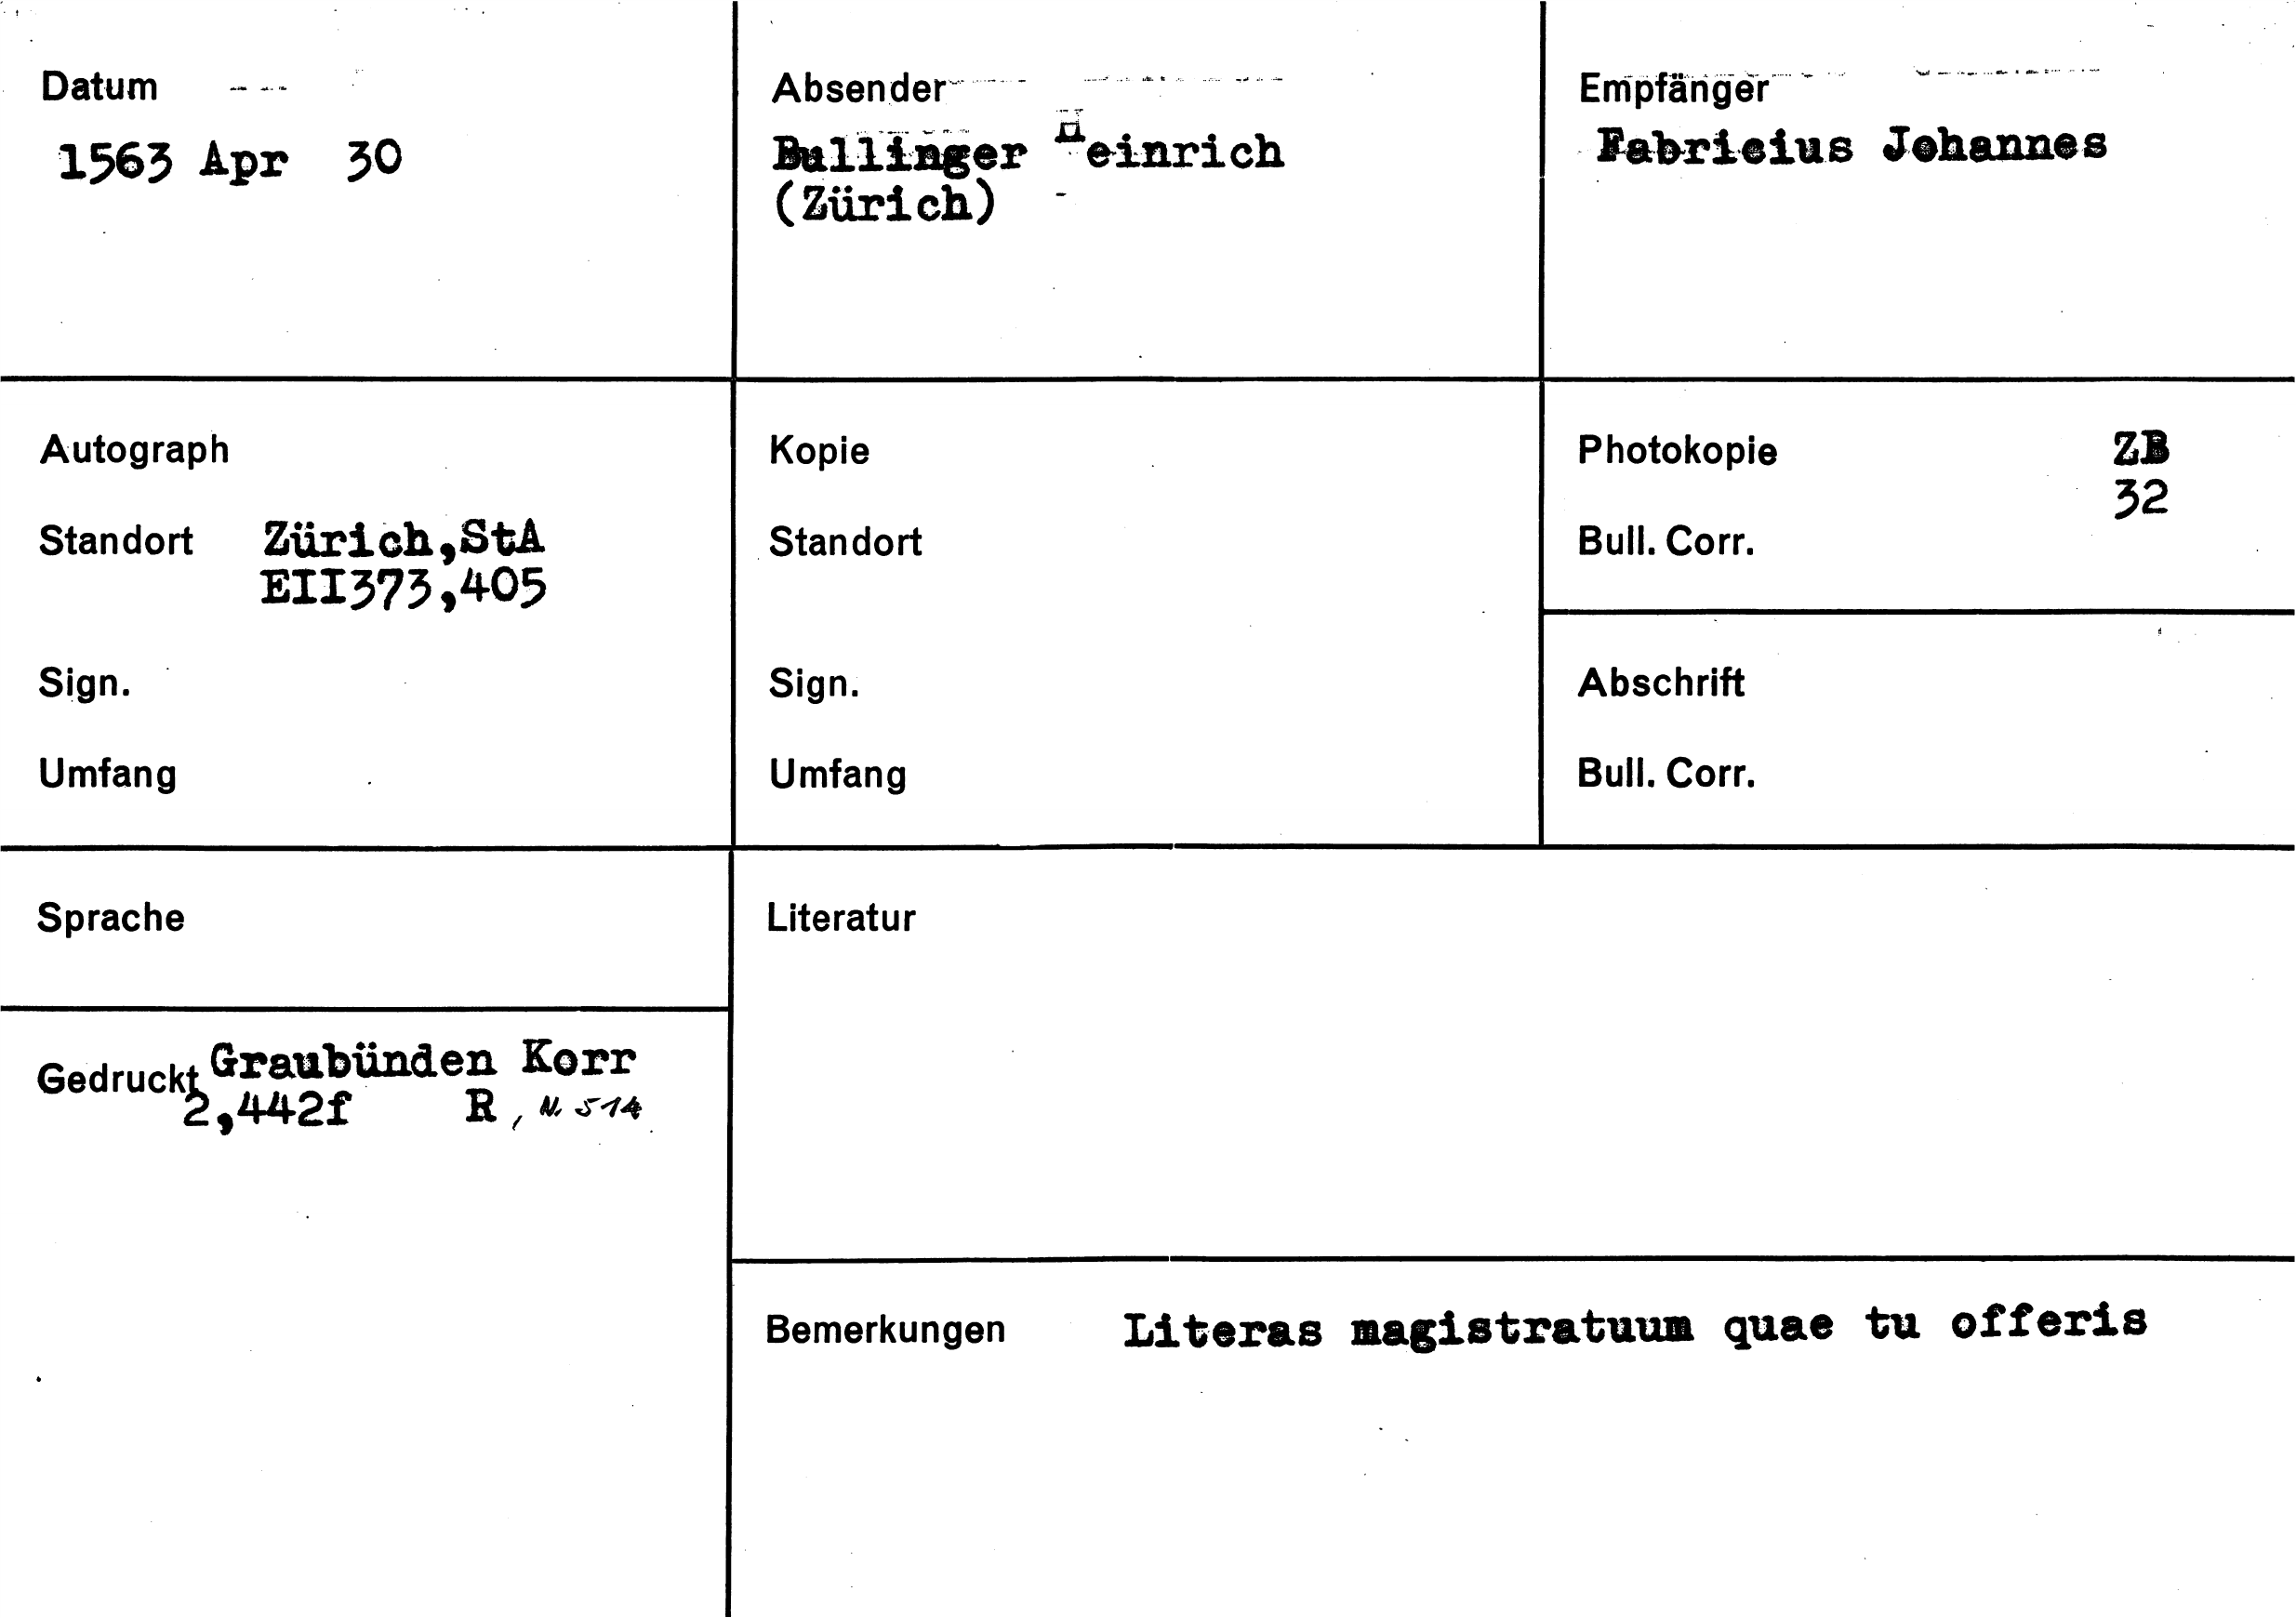 Datum
1563 Apr 30
Absender
Bullinger Heinrich
(Zürich)
Empfänger
Fabricius Johannes
Autograph
Standort Zürich,StA
EII373,405
Sign.
Umfang
Kopie
Standort
Sign.
Umfang
Photokopie ZB
32
Bull. Corr.
Abschrift
Bull. Corr.
Sprache
Gedruckt Graubünden Korr
2,442f R, N. 514
Literatur
Bemerkungen Literas magistratuum quae tu offeris